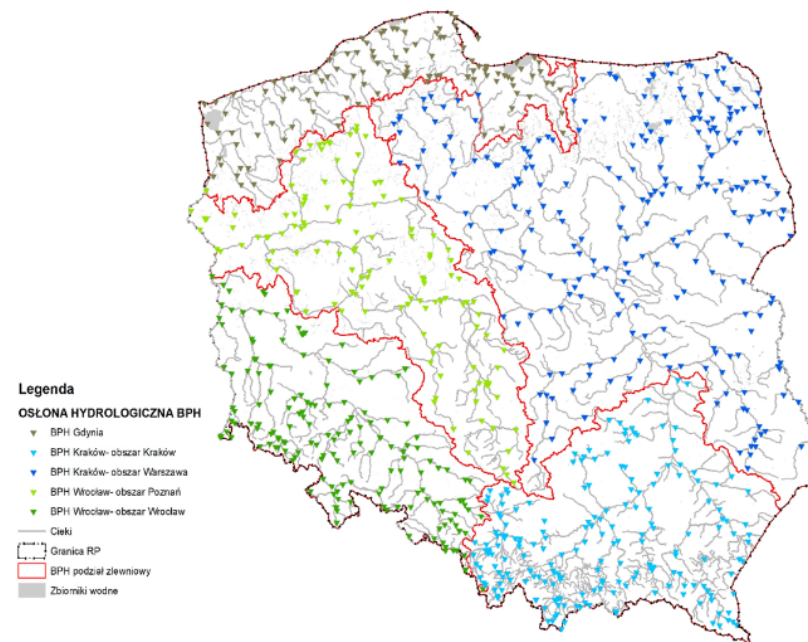 Legenda
OSŁONA HYDROLOGICZNA BPH
BPH Gdynia
BPH Kraków- obszar Kraków
BPH Kraków- obszar Warszawa
BPH Wrocław- obszar Poznań
BPH Wrocław- obszar Wrocław
Cieki
Granica RP
BPH podział zlewniowy
Zbiorniki wodne